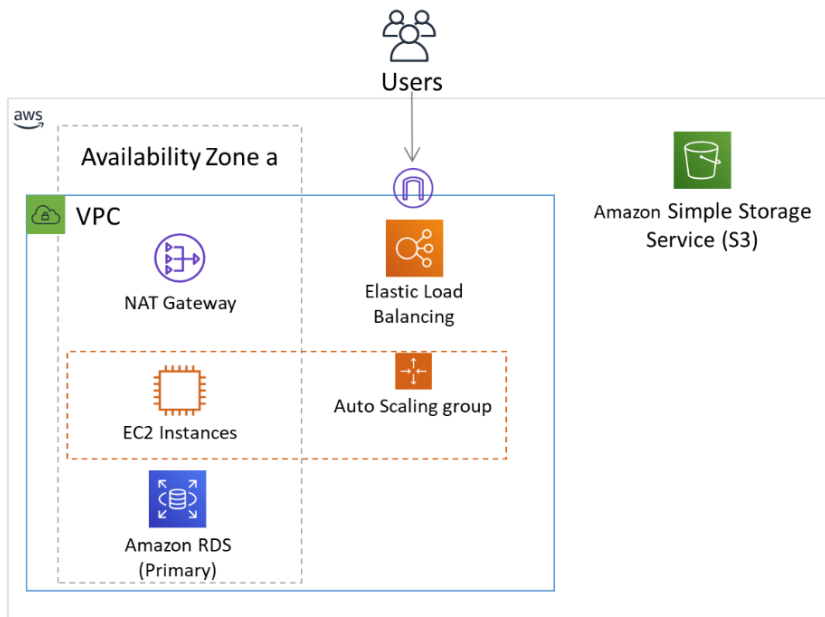 Users
aws
Availability Zone a
VPC
NAT Gateway
Elastic Load
Balancing
Amazon Simple Storage
Service (S3)
EC2 Instances
Auto Scaling group
Amazon RDS
(Primary)